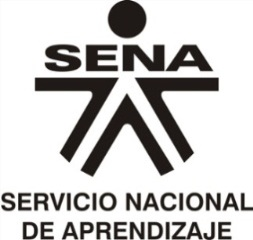 SENA
SERVICIO NACIONAL
DE APRENDIZAJE